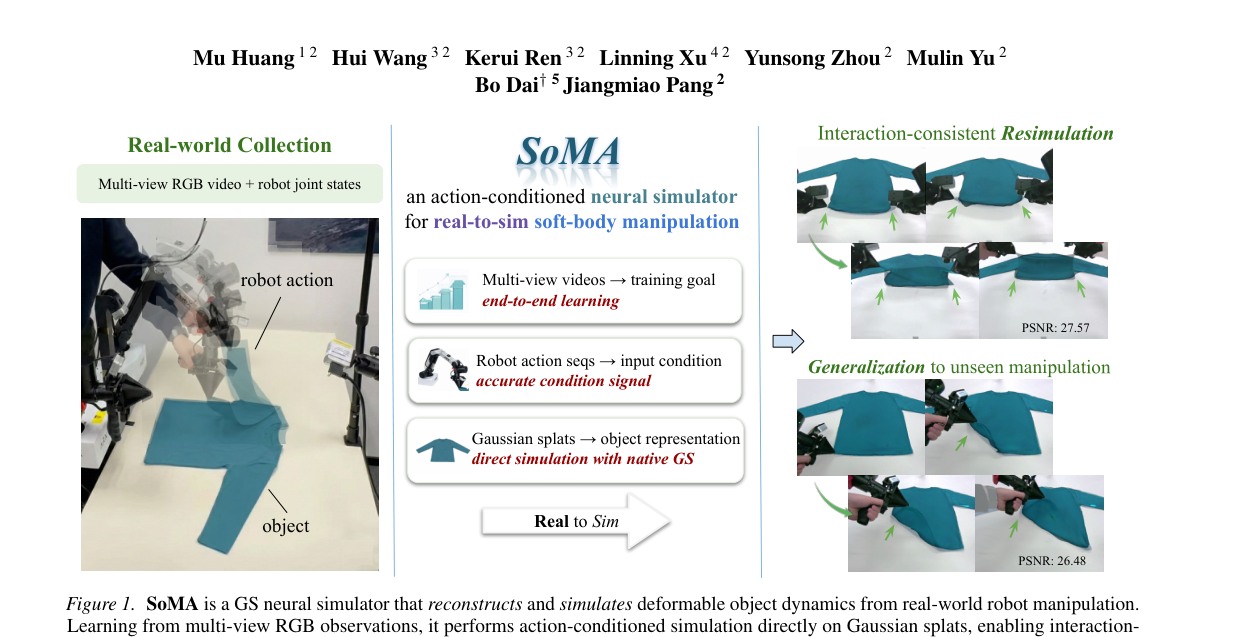 Mu Huang 1 2 Hui Wang 3 2 Kerui Ren 3 2 Linning Xu 4 2 Yunsong Zhou 2 Mulin Yu 2
Bo Dai† 5 Jiangmiao Pang 2
Real-world Collection
Multi-view RGB video + robot joint states
robot action
object
SoMA
an action-conditioned neural simulator
for real-to-sim soft-body manipulation
Multi-view videos → training goal
end-to-end learning
Robot action seqs → input condition
accurate condition signal
Gaussian splats → object representation
direct simulation with native GS
Real to Sim
Interaction-consistent Resimulation
PSNR: 27.57
Generalization to unseen manipulation
PSNR: 26.48
Figure 1. SoMA is a GS neural simulator that reconstructs and simulates deformable object dynamics from real-world robot manipulation.
Learning from multi-view RGB observations, it performs action-conditioned simulation directly on Gaussian splats, enabling interaction-